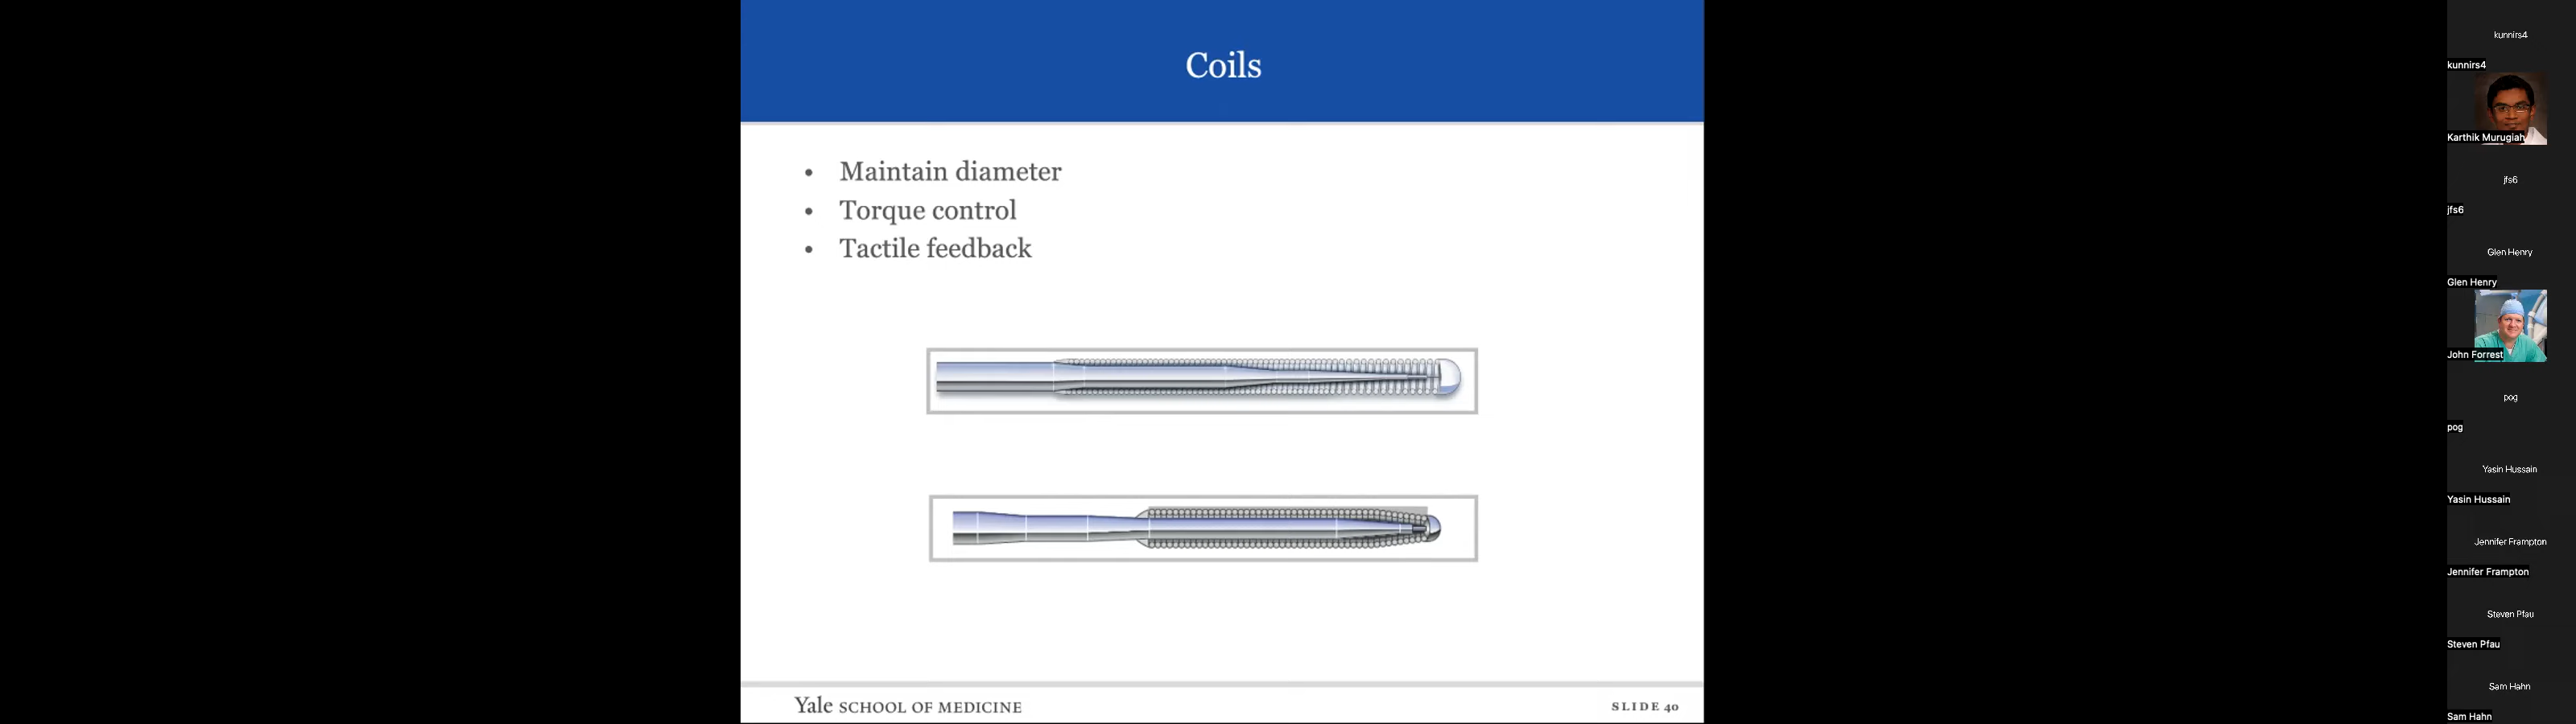 Coils
• Maintain diameter
• Torque control
• Tactile feedback
Yale SCHOOL OF MEDICINE
SLIDE 40
kunnirs4
kunnirs4
Karthik Murugiah
jfs6
jfs6
Glen Henry
Glen Henry
John Forrest
pog
pog
Yasin Hussain
Yasin Hussain
Jennifer Frampton
Jennifer Frampton
Steven Pfau
Steven Pfau
Sam Hahn
Sam Hahn